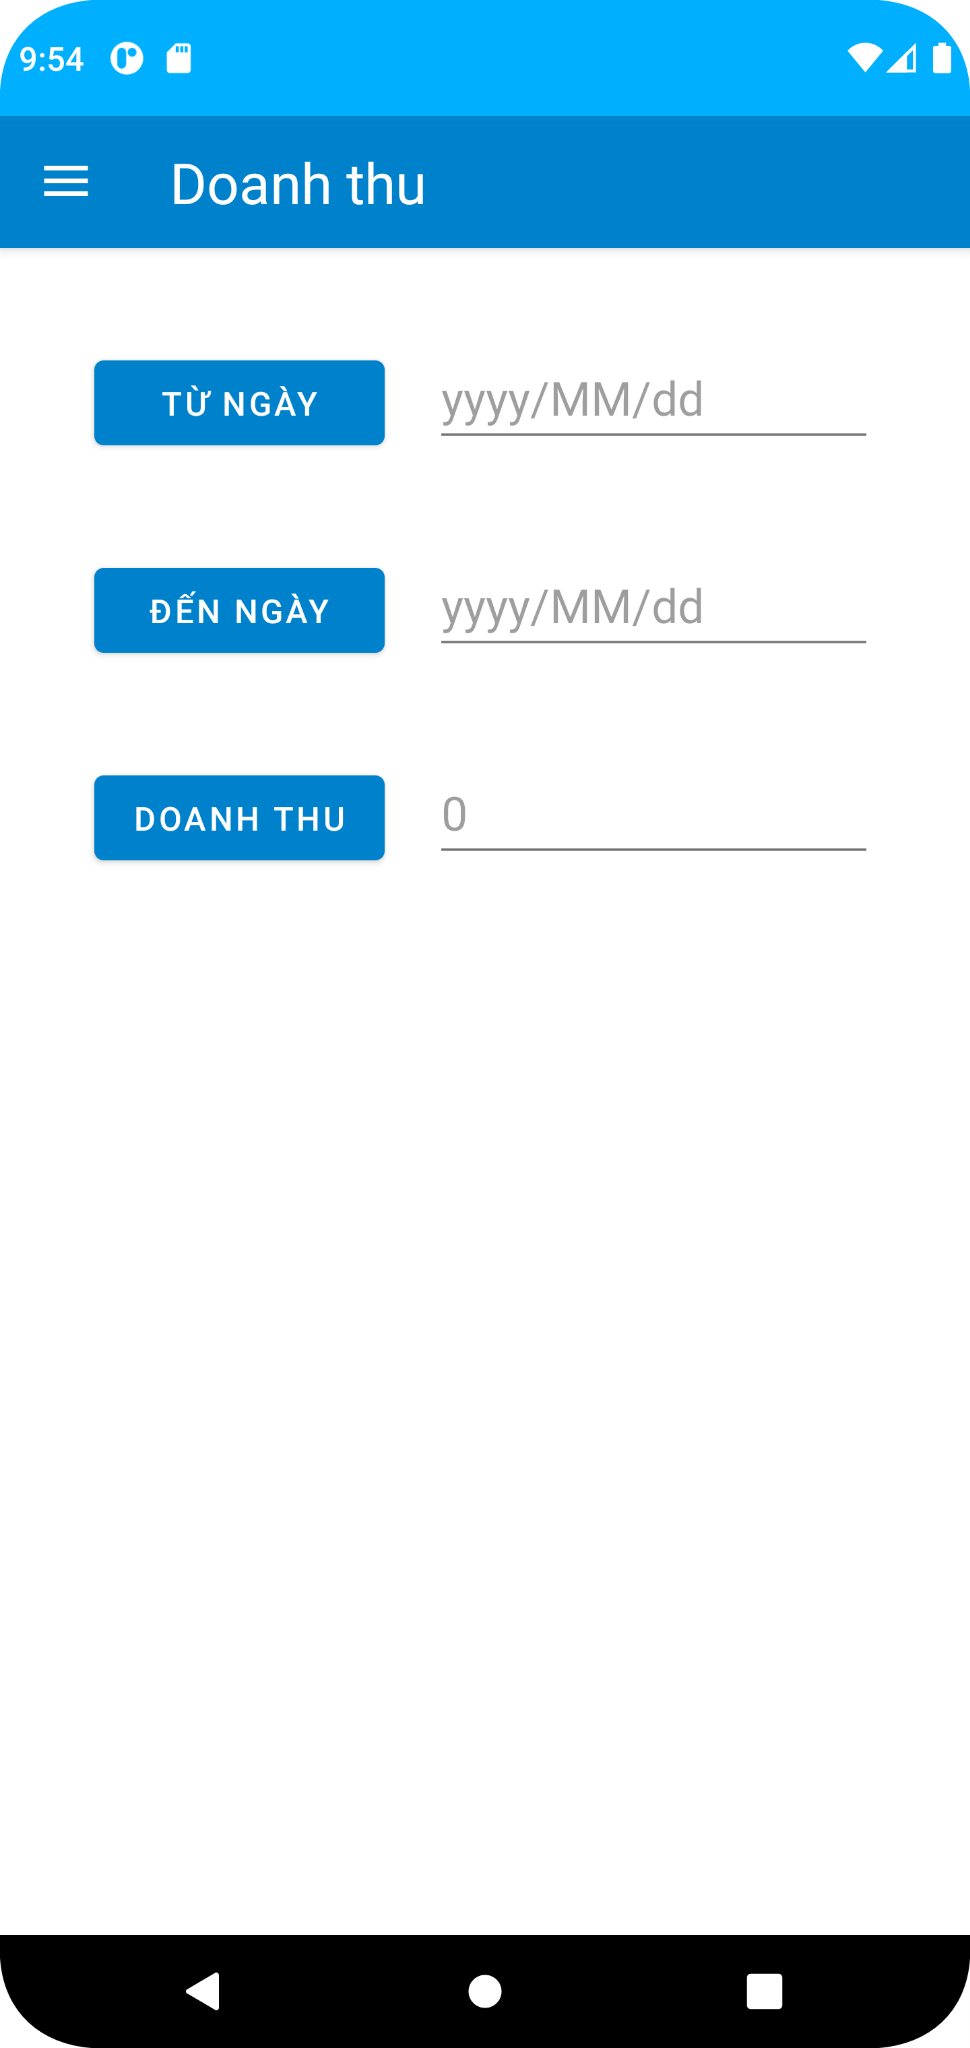 9:54
Doanh thu
TỪ NGÀY yyyy/MM/dd
ĐẾN NGÀY yyyy/MM/dd
DOANH THU 0